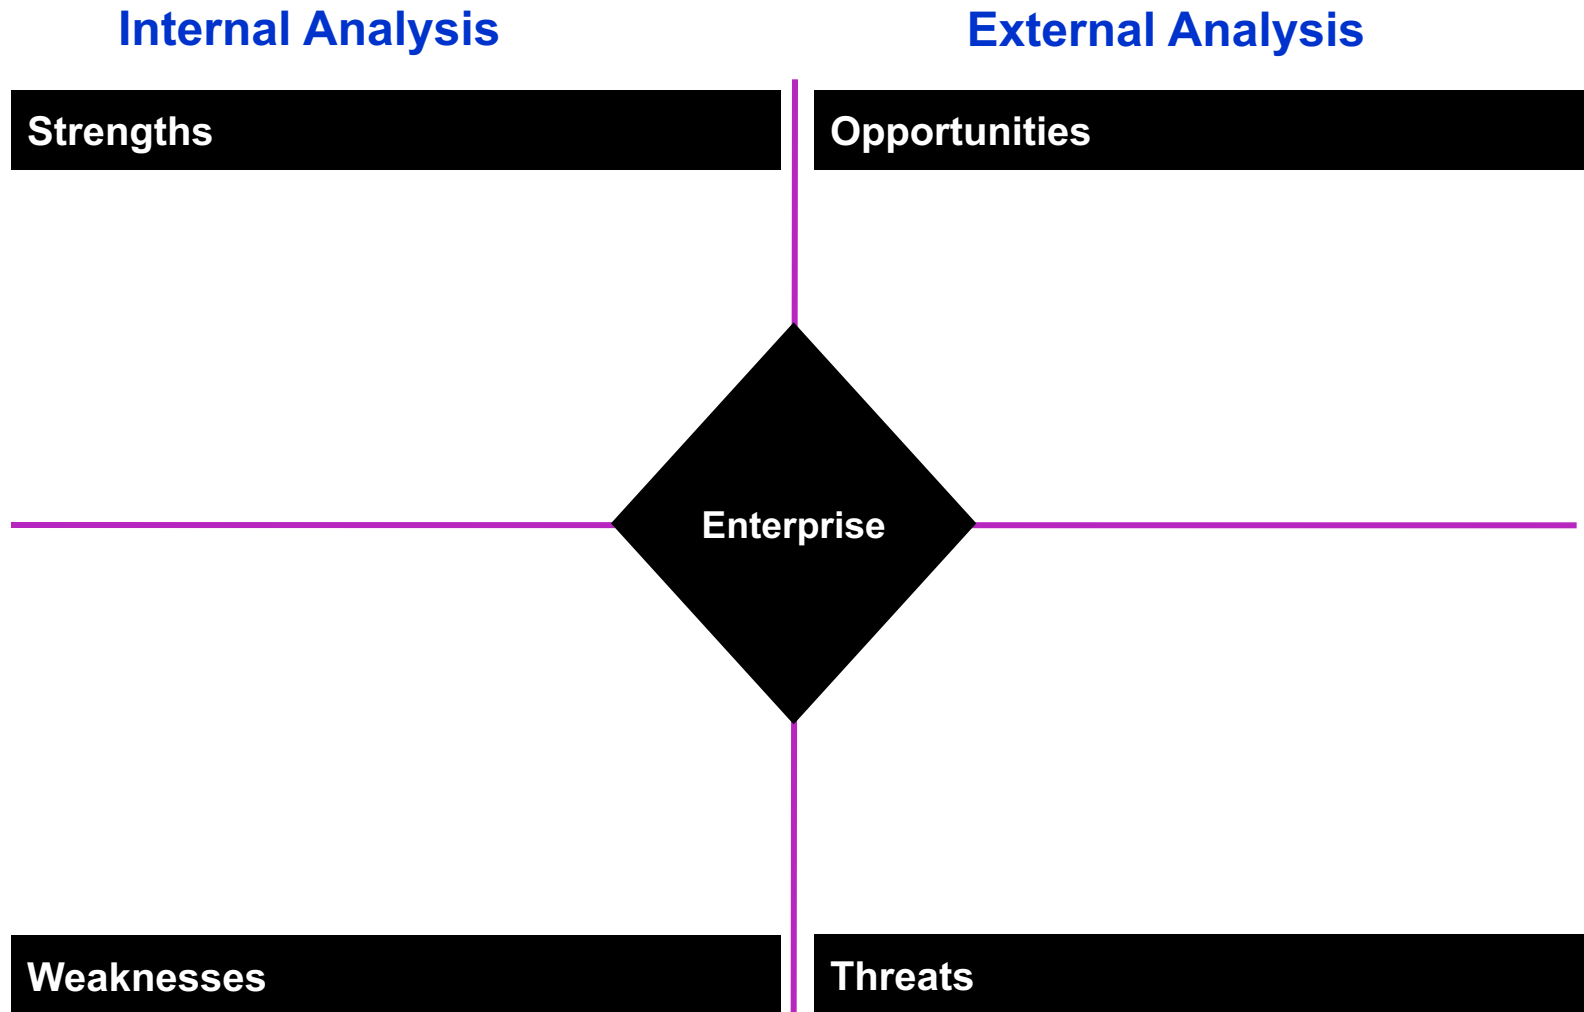 Internal Analysis
External Analysis
Strengths
Opportunities
Enterprise
Weaknesses
Threats